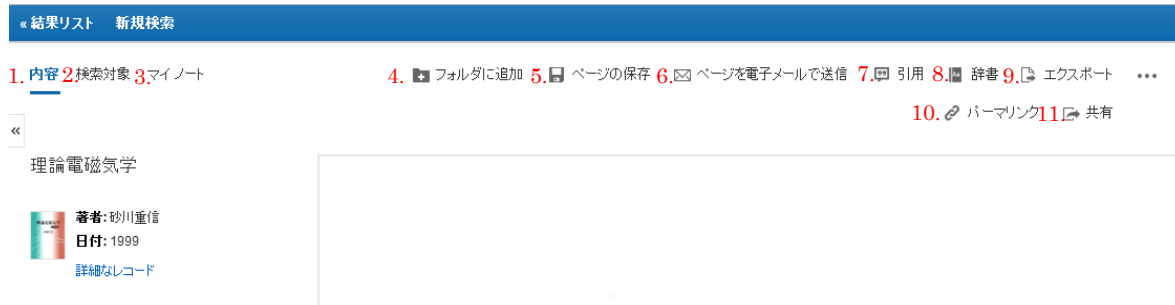 « 結果リスト 新規検索
1. 内容 2.検索対象 3.マイ ノート 4. フォルダに追加 5. ページの保存 6. ページを電子メールで送信 7. 引用 8. 辞書 9. エクスポート •••
10. パーマリンク 11. 共有
«
理論電磁気学
著者: 砂川重信
日付: 1999
詳細なレコード